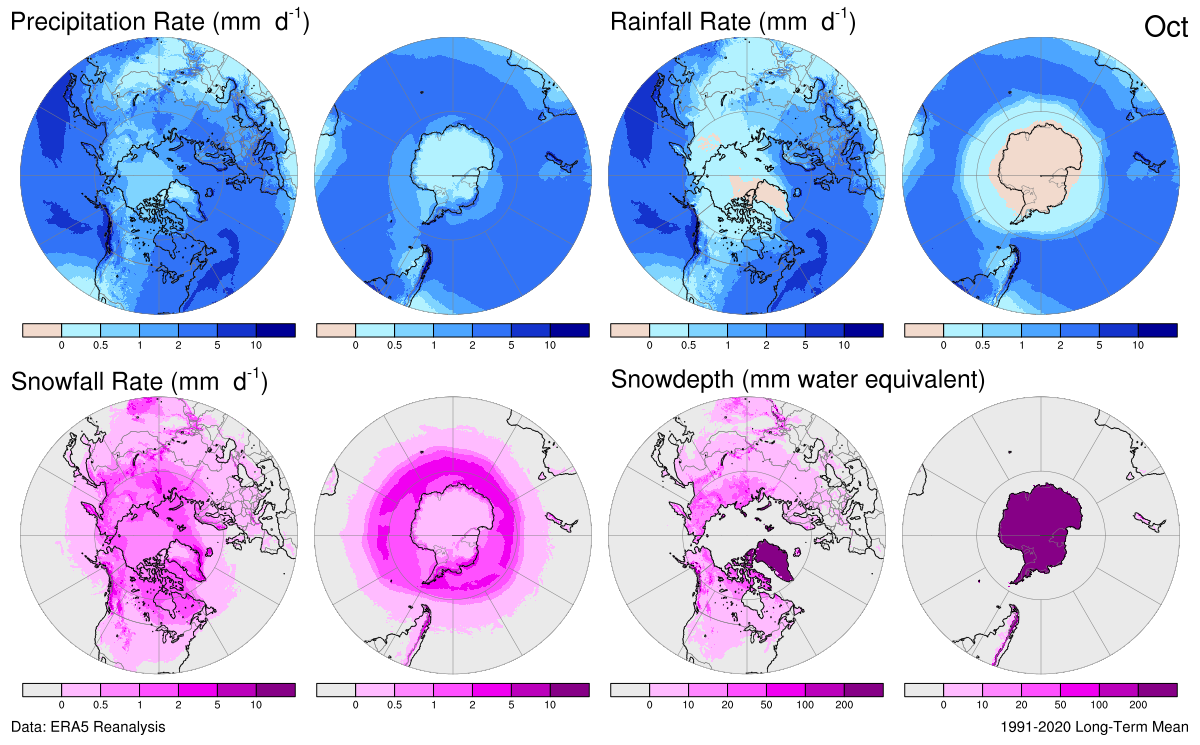 Precipitation Rate (mm d⁻¹)
Rainfall Rate (mm d⁻¹)
Oct
0 0.5 1 2 5 10
0 0.5 1 2 5 10
0 0.5 1 2 5 10
0 0.5 1 2 5 10
Snowfall Rate (mm d⁻¹)
Snowdepth (mm water equivalent)
0 0.5 1 2 5 10
0 0.5 1 2 5 10
0 10 20 50 100 200
0 10 20 50 100 200
Data: ERA5 Reanalysis
1991-2020 Long-Term Mean